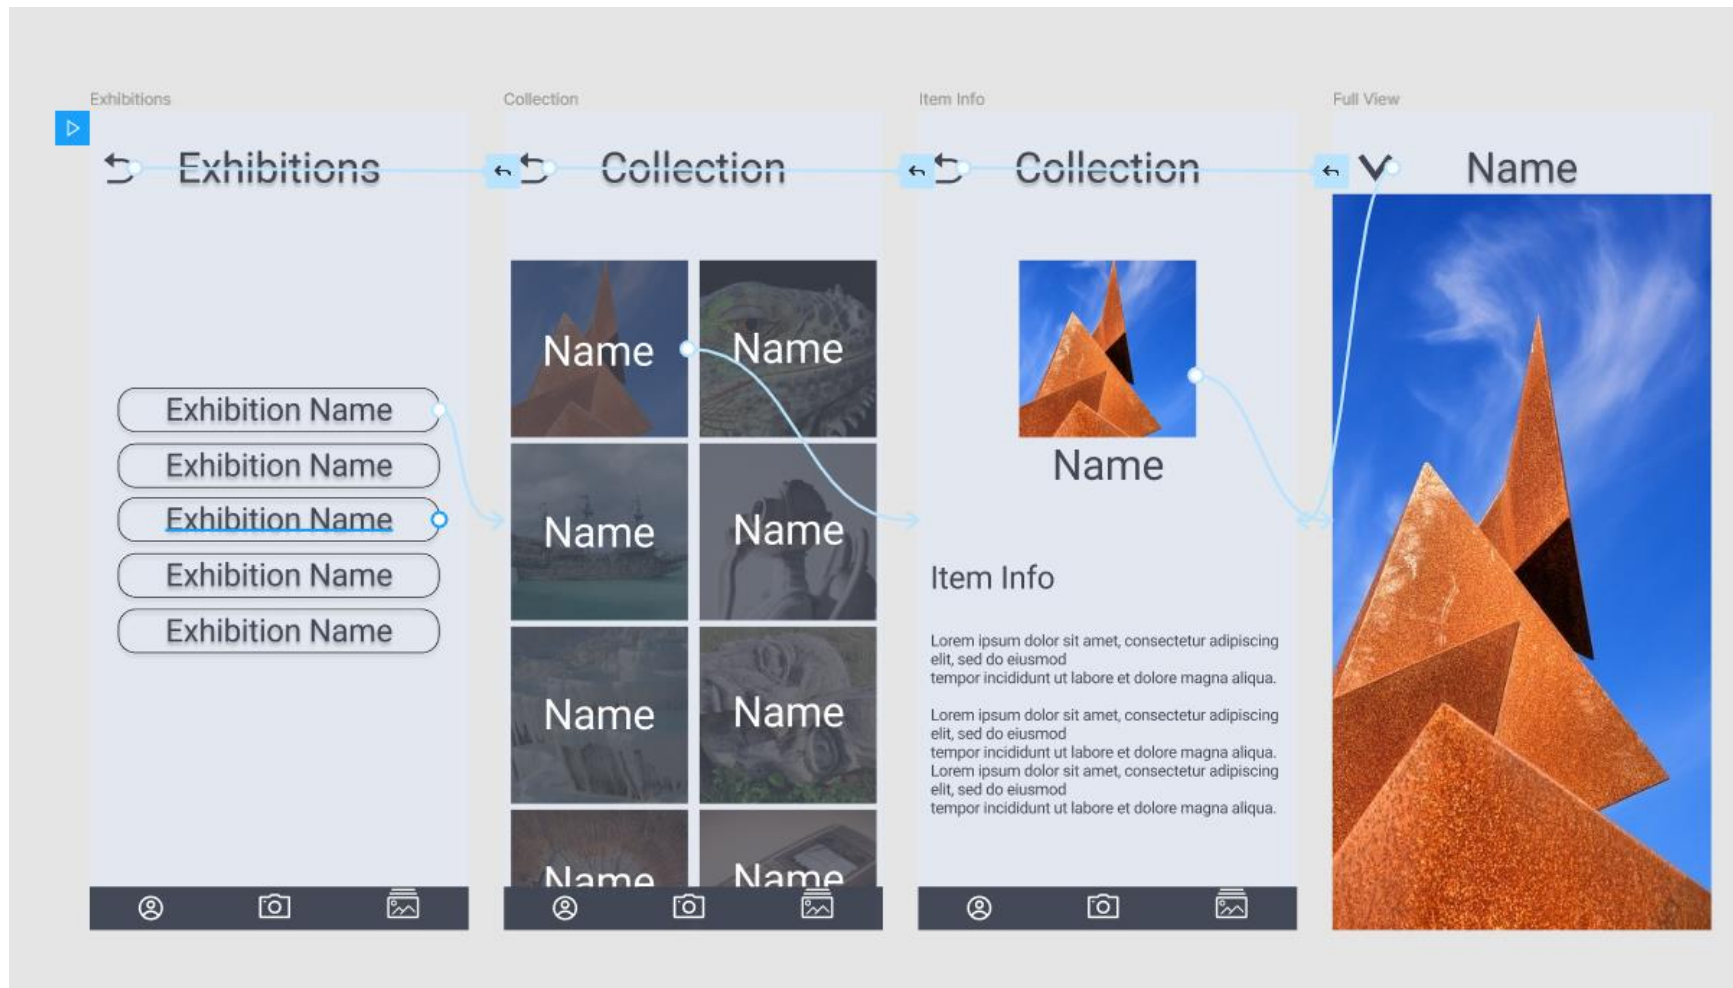 Exhibitions
Exhibitions
Exhibition Name
Exhibition Name
Exhibition Name
Exhibition Name
Exhibition Name
Collection
Collection
Name
Name
Name
Name
Name
Name
Name
Name
Item Info
Collection
Name
Item Info
Lorem ipsum dolor sit amet, consectetur adipiscing
elit, sed do eiusmod
tempor incididunt ut labore et dolore magna aliqua.
Lorem ipsum dolor sit amet, consectetur adipiscing
elit, sed do eiusmod
tempor incididunt ut labore et dolore magna aliqua.
Lorem ipsum dolor sit amet, consectetur adipiscing
elit, sed do eiusmod
tempor incididunt ut labore et dolore magna aliqua.
Full View
Name